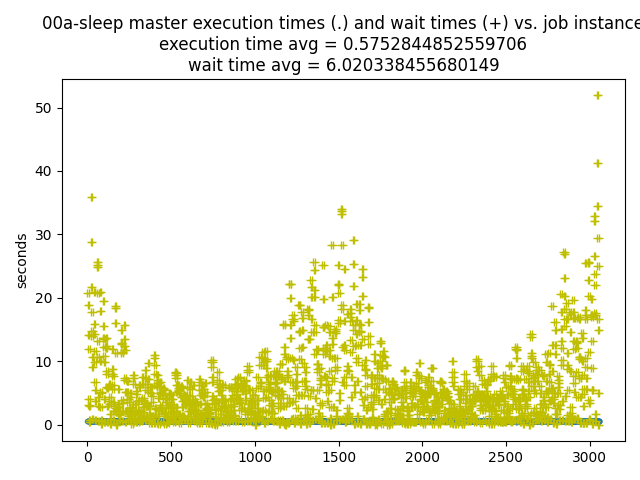 00a-sleep master execution times (.) and wait times (+) vs. job instance
execution time avg = 0.5752844852559706
wait time avg = 6.020338455680149
seconds
50
40
30
20
10
0
0 500 1000 1500 2000 2500 3000